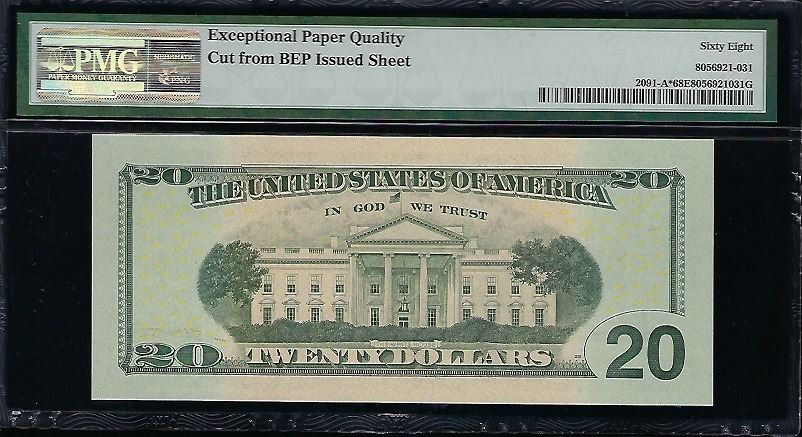 PMG
PAPER MONEY GUARANTY
Exceptional Paper Quality
Cut from BEP Issued Sheet
Sixty Eight
8056921-031
2091-A*68E8056921031G
20 THE UNITED STATES OF AMERICA 20
IN GOD WE TRUST
20 TWENTY DOLLARS 20